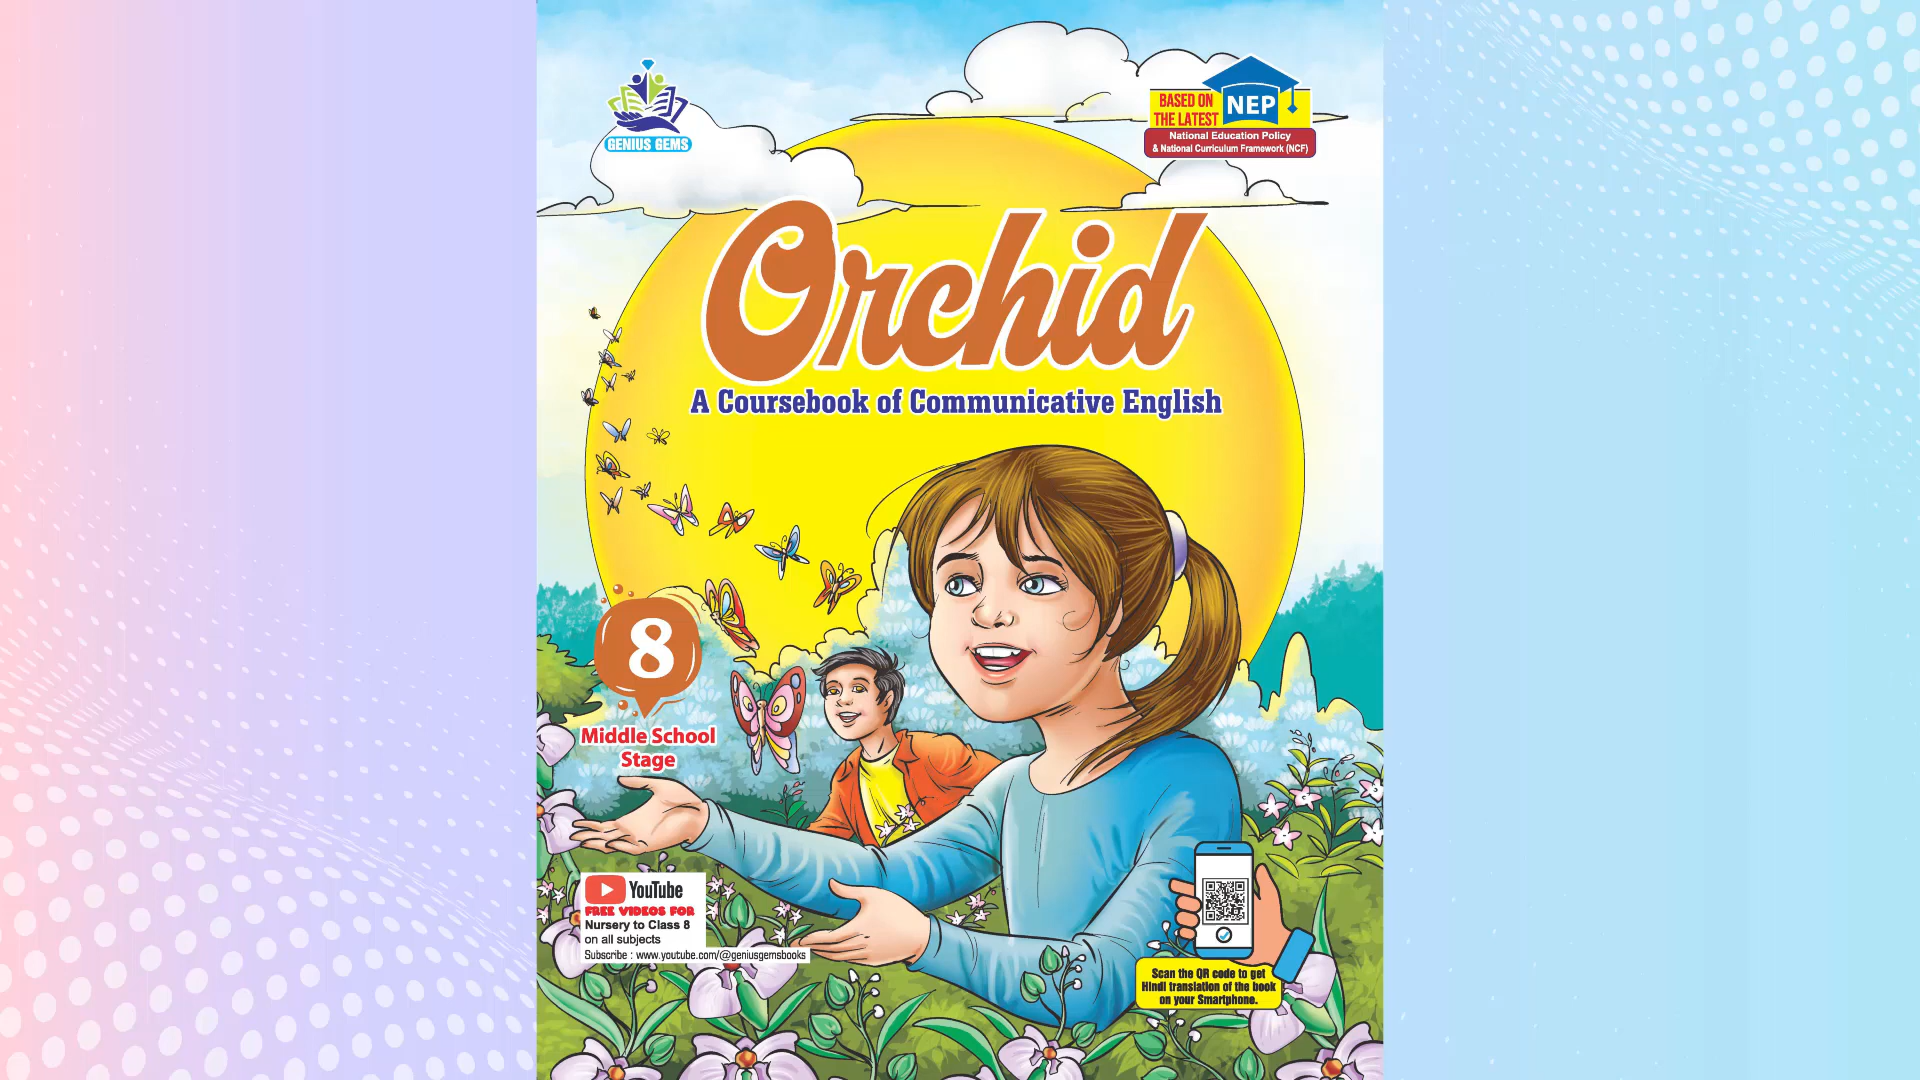 GENIUS GEMS
BASED ON
THE LATEST
NEP
National Education Policy
& National Curriculum Framework (NCF)
Orchid
A Coursebook of Communicative English
8
Middle School
Stage
YouTube
FREE VIDEOS FOR
Nursery to Class 8
on all subjects
Subscribe : www.youtube.com/@geniusgemsbooks
Scan the QR code to get
Hindi translation of the book
on your Smartphone.